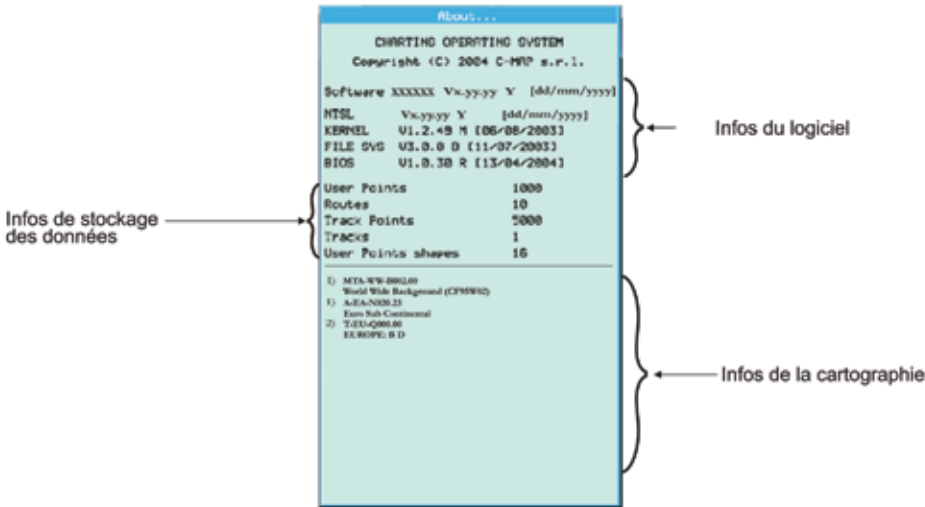 About...
CHARTING OPERATING SYSTEM
Copyright (C) 2004 C-MAP s.r.l.
Software XXXXXX Vx.yy.yy Y [dd/mm/yyyy]
NTSL Vx.yy.yy Y [dd/mm/yyyy]
KERNEL V1.2.49 M [06/08/2003]
FILE SYS V3.0.0 B [11/07/2003]
BIOS V1.0.30 R [13/04/2004]
Infos du logiciel
User Points 1000
Routes 10
Track Points 5000
Tracks 1
User Points shapes 16
Infos de stockage
des données
1) MTA-WW-B002.00
World Wide Background (CF95W02)
1) A-EA-N020.23
Euro Sub Continental
2) T-EU-Q000.00
EUROPE: B D
Infos de la cartographie